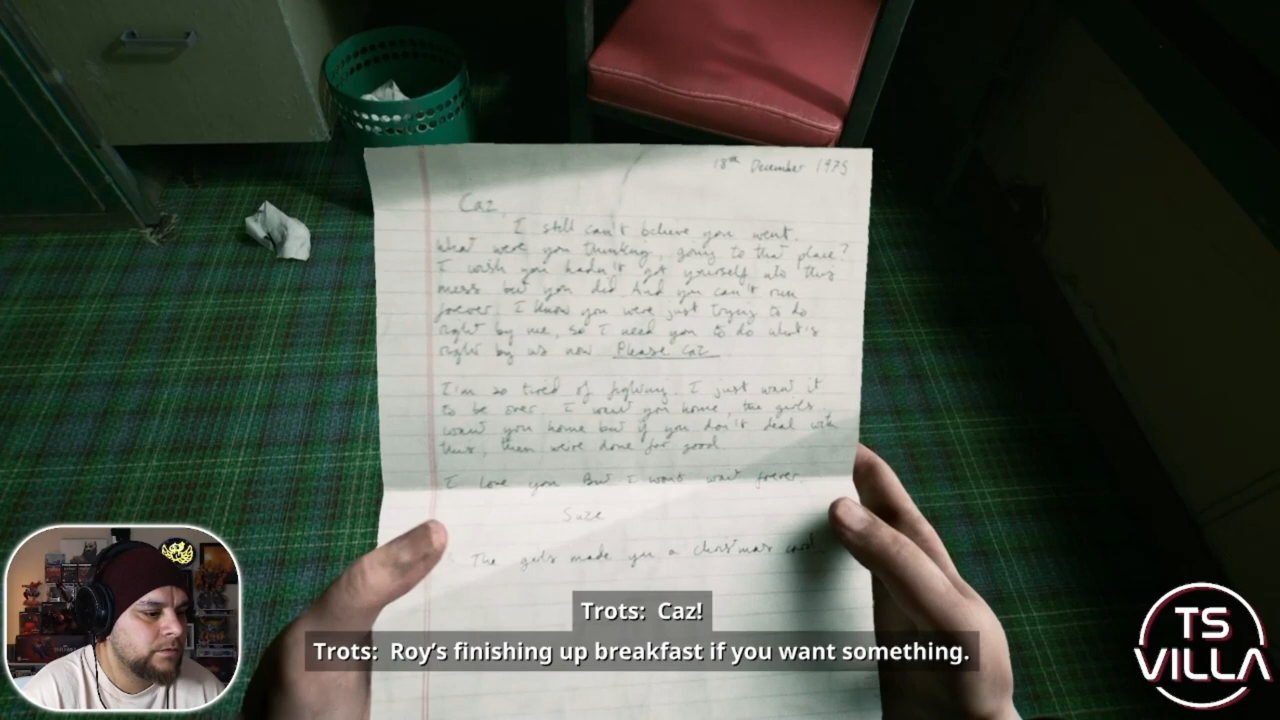 18th December 1975
Caz,
I still can't believe you went.
What were you thinking, going to that place?
I wish you hadn't got yourself into this
mess but you did. And you can't run
forever. I know you were just trying to do
right by me, so I need you to do what's
right by us now. Please Caz
I'm so tired of fighting. I just want it
to be over. I want you home, the girls
want you home but if you don't deal with
this, then we're done for good.
I love you. But I won't wait forever.
Suze
The girls made you a christmas card
Trots: Caz!
Trots: Roy's finishing up breakfast if you want something.
TS
VILLA